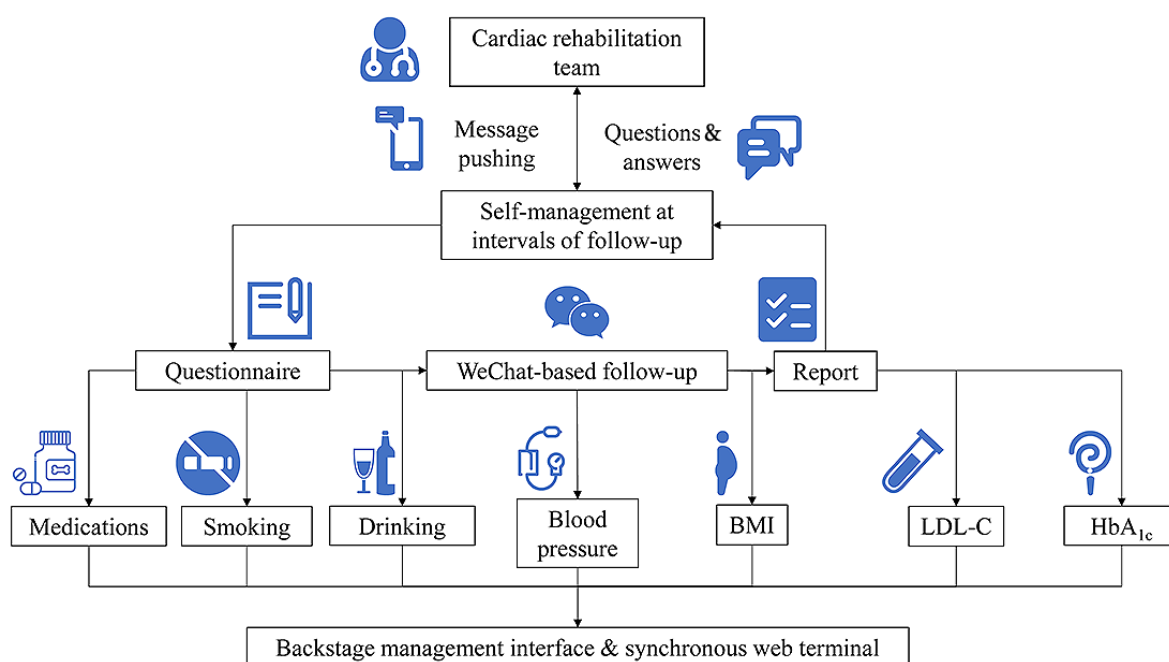 Cardiac rehabilitation
team
Message
pushing
Questions &
answers
Self-management at
intervals of follow-up
Questionnaire
WeChat-based follow-up
Report
Medications
Smoking
Drinking
Blood
pressure
BMI
LDL-C
HbA1c
Backstage management interface & synchronous web terminal